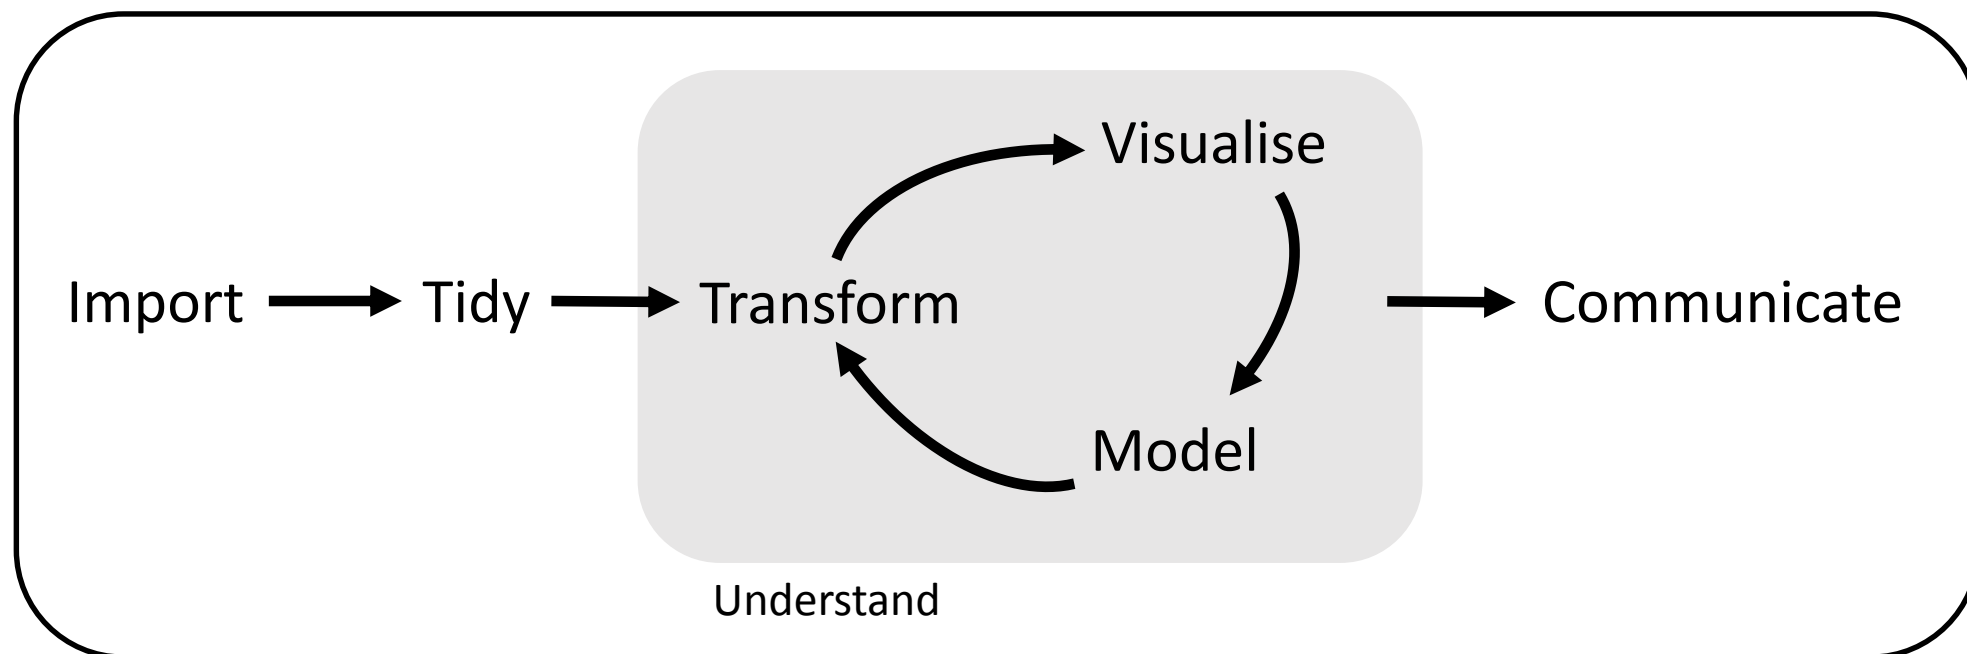 Visualise
Import
Tidy
Transform
Communicate
Model
Understand